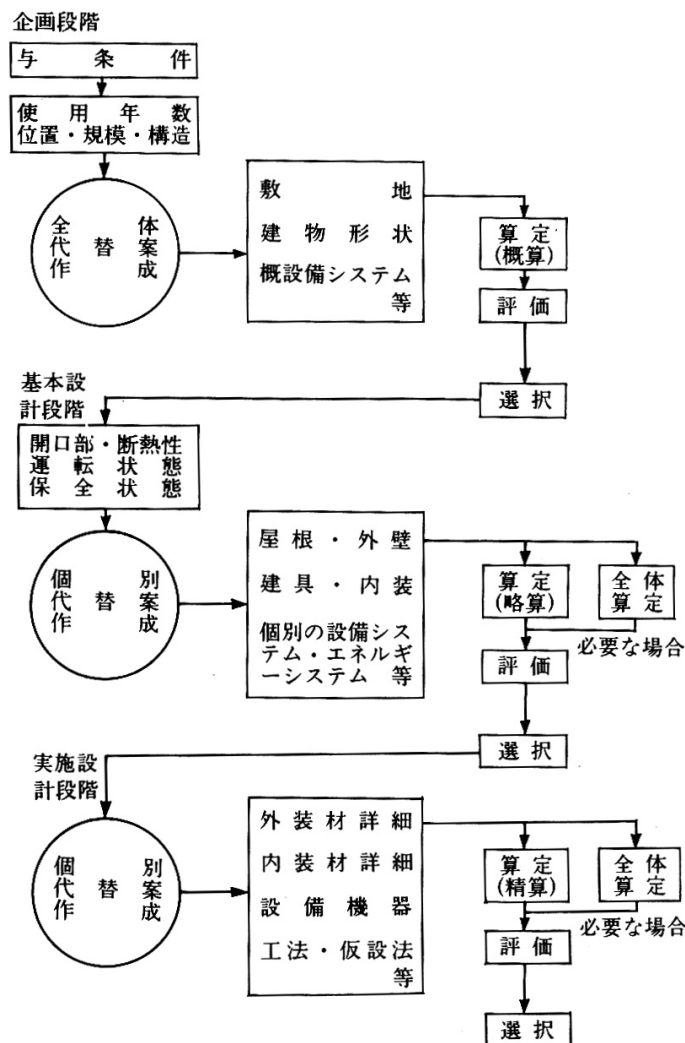 企画段階
与条件
使用年数
位置・規模・構造
全体
代替案
作成
敷地
建物形状
概設備システム
等
算定
(概算)
評価
選択
基本設
計段階
開口部・断熱性
運転状態
保全状態
個別
代替案
作成
屋根・外壁
建具・内装
個別の設備シス
テム・エネルギ
ーシステム等
算定
(略算)
全体
算定
必要な場合
評価
選択
実施設
計段階
個別
代替案
作成
外装材詳細
内装材詳細
設備機器
工法・仮設法
等
算定
(精算)
全体
算定
必要な場合
評価
選択